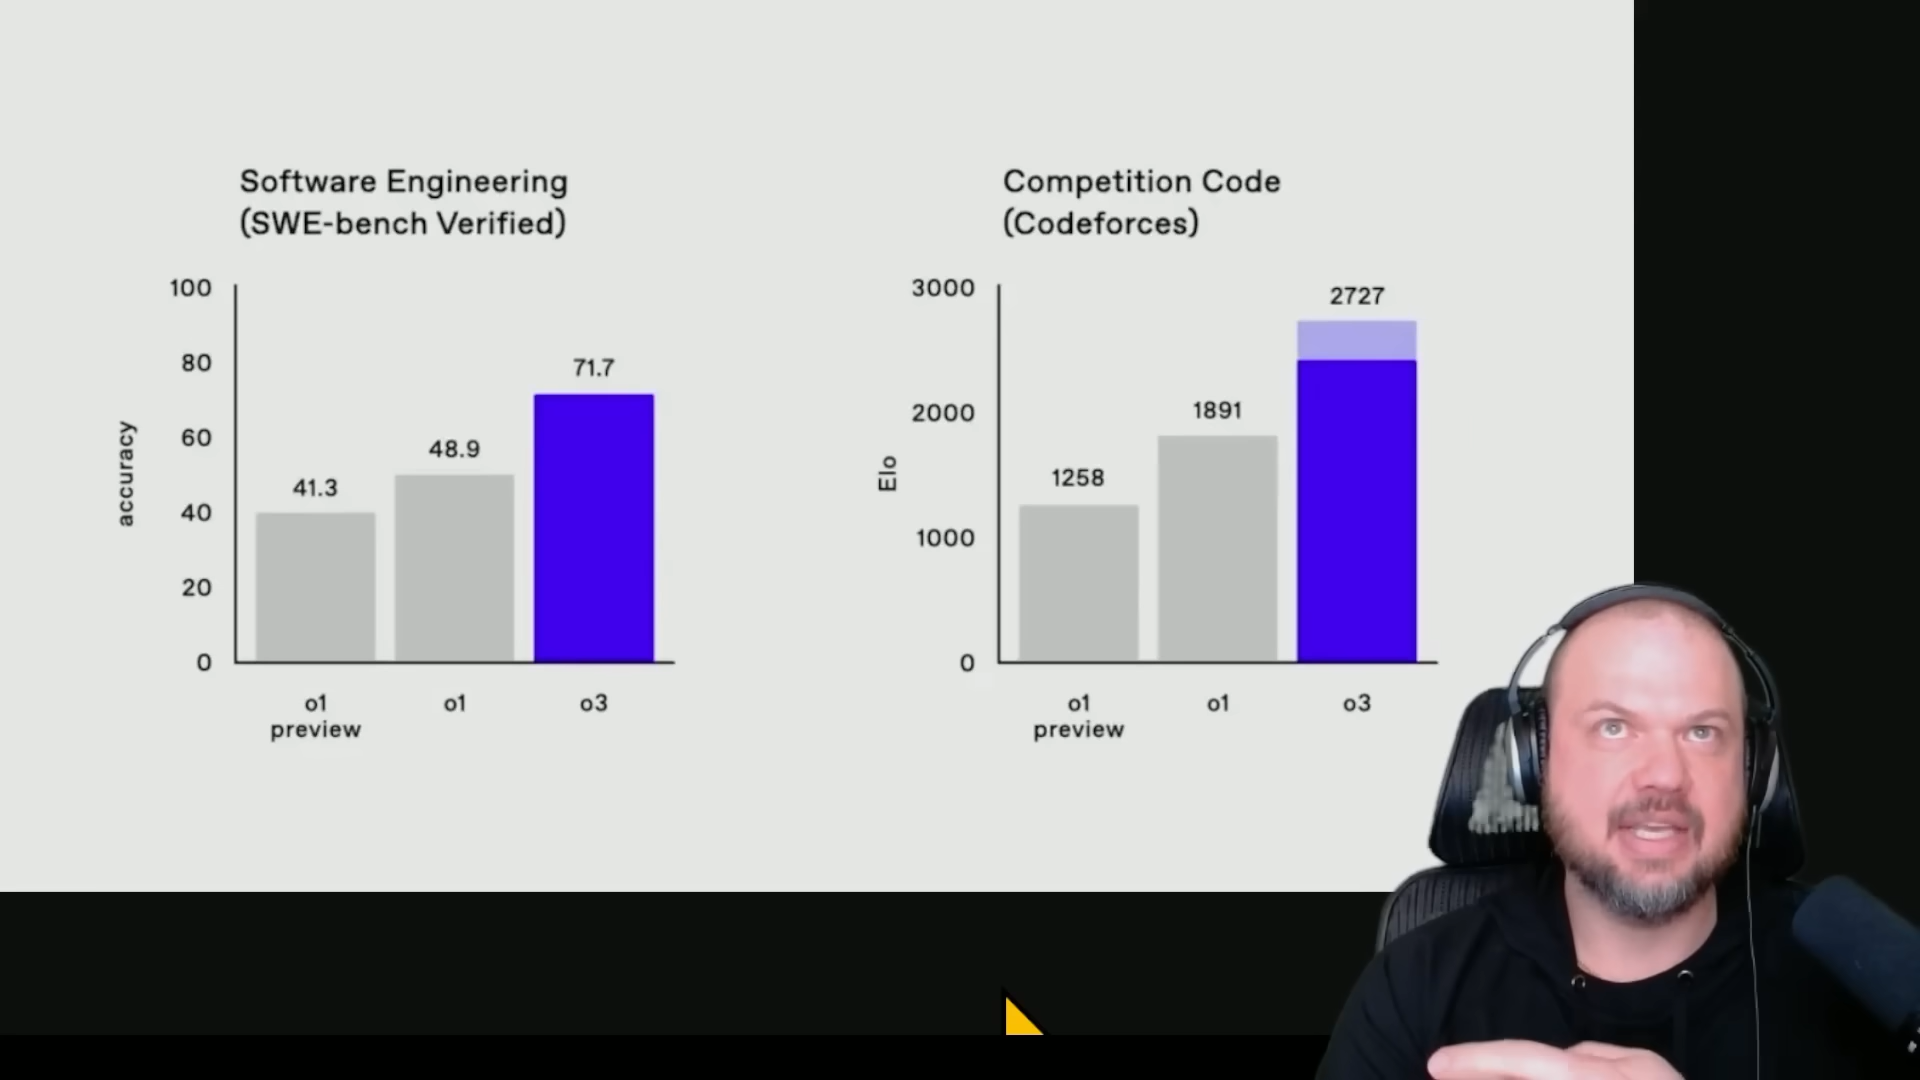 Software Engineering
(SWE-bench Verified)
100
80
60
40
20
0
accuracy
41.3
48.9
71.7
o1
preview
o1
o3
Competition Code
(Codeforces)
3000
2000
1000
0
Elo
1258
1891
2727
o1
preview
o1
o3